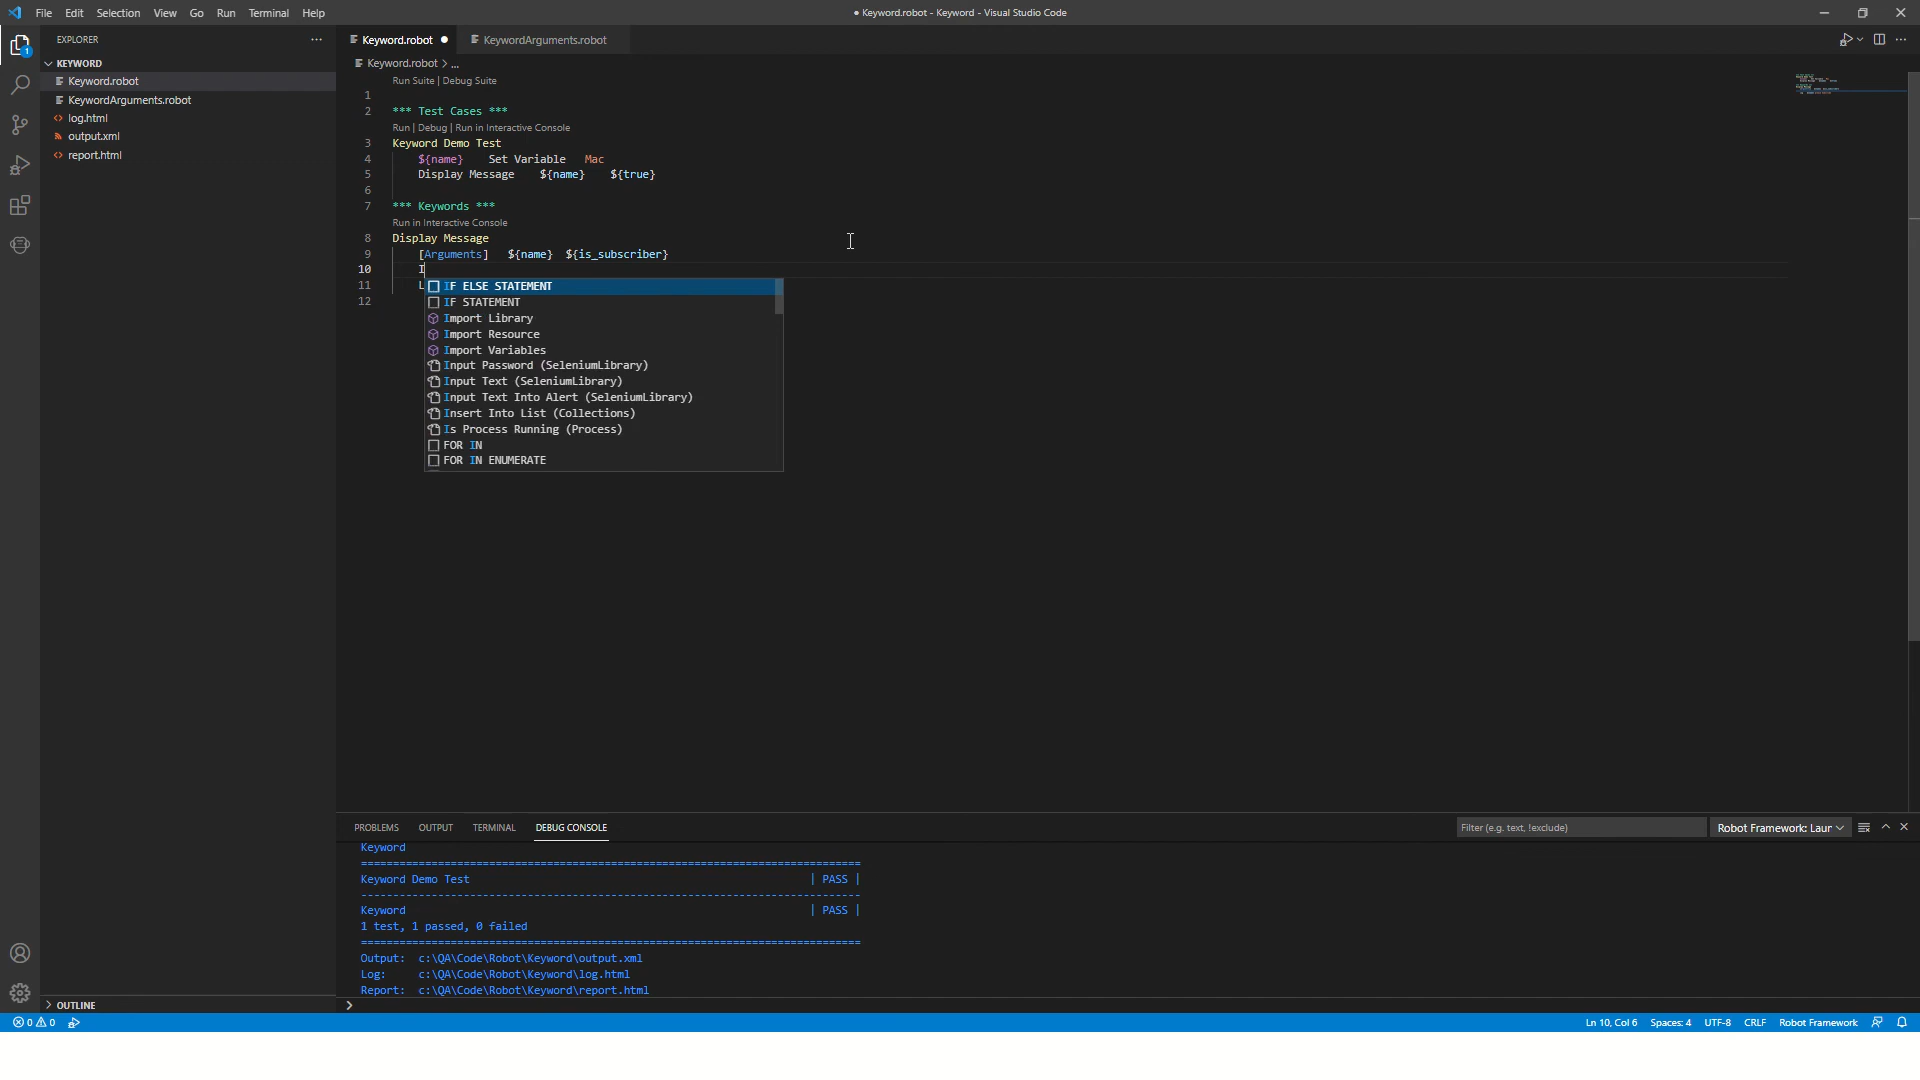 File Edit Selection View Go Run Terminal Help
● Keyword.robot - Keyword - Visual Studio Code
EXPLORER
Keyword.robot
KeywordArguments.robot
KEYWORD
Keyword.robot
KeywordArguments.robot
log.html
output.xml
report.html
1
Keyword.robot > ...
Run Suite | Debug Suite
1
2 *** Test Cases ***
Run | Debug | Run in Interactive Console
3 Keyword Demo Test
4 ${name} Set Variable Mac
5 Display Message ${name} ${true}
6
7 *** Keywords ***
Run in Interactive Console
8 Display Message
9 [Arguments] ${name} ${is_subscriber}
10 I
11 L
12
IF ELSE STATEMENT
IF STATEMENT
Import Library
Import Resource
Import Variables
Input Password (SeleniumLibrary)
Input Text (SeleniumLibrary)
Input Text Into Alert (SeleniumLibrary)
Insert Into List (Collections)
Is Process Running (Process)
FOR IN
FOR IN ENUMERATE
PROBLEMS OUTPUT TERMINAL DEBUG CONSOLE
Filter (e.g. text, !exclude)
Robot Framework: Laur
Keyword
==============================================================================
Keyword Demo Test | PASS |
------------------------------------------------------------------------------
Keyword | PASS |
1 test, 1 passed, 0 failed
==============================================================================
Output: c:\QA\Code\Robot\Keyword\output.xml
Log: c:\QA\Code\Robot\Keyword\log.html
Report: c:\QA\Code\Robot\Keyword\report.html
OUTLINE
0 0
Ln 10, Col 6 Spaces: 4 UTF-8 CRLF Robot Framework